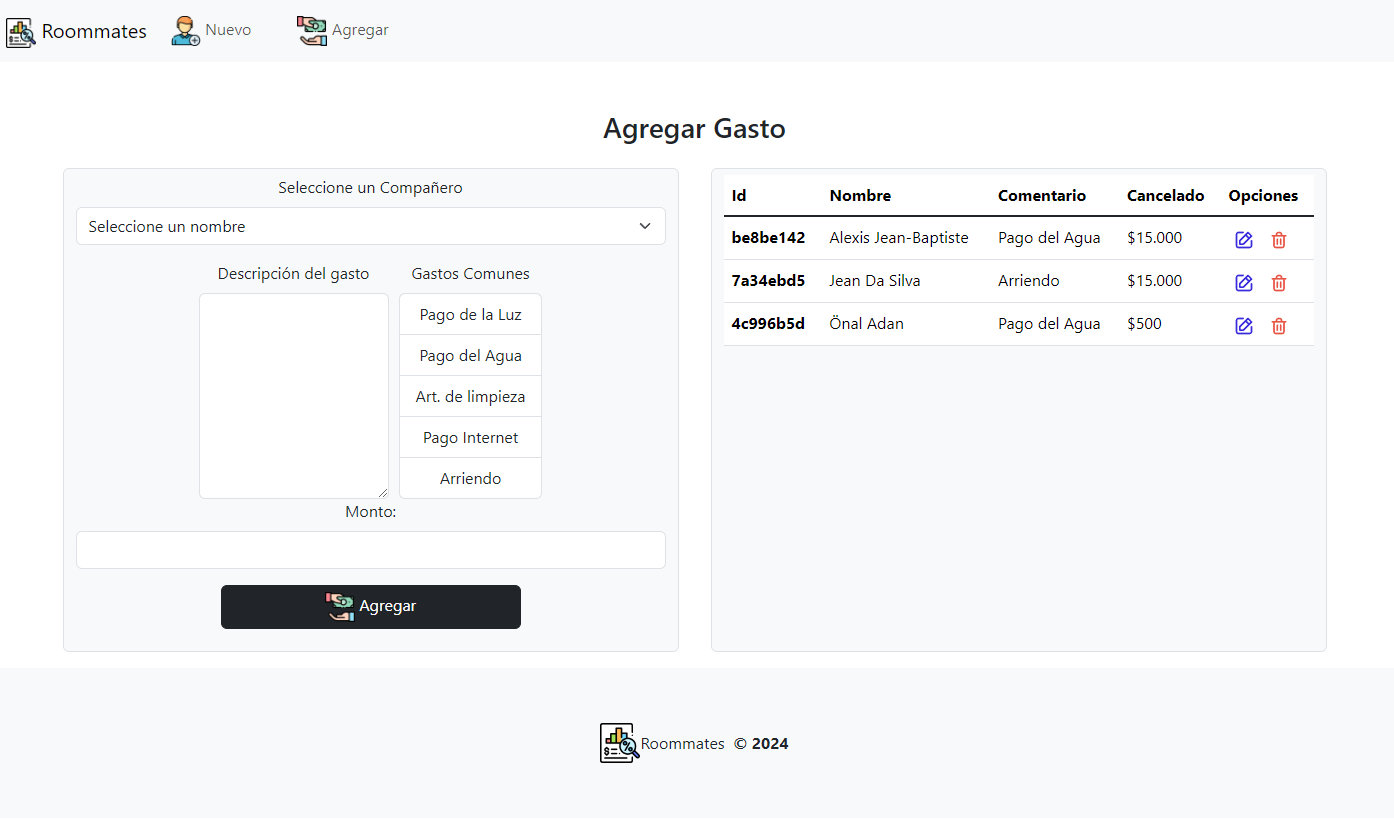 Roommates Nuevo Agregar
Agregar Gasto
Seleccione un Compañero
Seleccione un nombre
Descripción del gasto Gastos Comunes
Pago de la Luz
Pago del Agua
Art. de limpieza
Pago Internet
Arriendo
Monto:
Agregar
Id Nombre Comentario Cancelado Opciones
be8be142 Alexis Jean-Baptiste Pago del Agua $15.000
7a34ebd5 Jean Da Silva Arriendo $15.000
4c996b5d Önal Adan Pago del Agua $500
Roommates © 2024